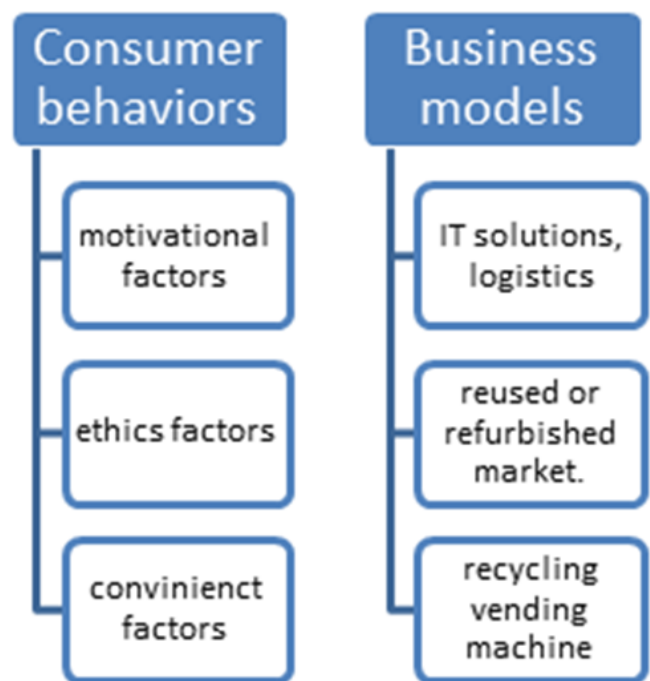 Consumer
behaviors
motivational
factors
ethics factors
convinienct
factors
Business
models
IT solutions,
logistics
reused or
refurbished
market.
recycling
vending
machine